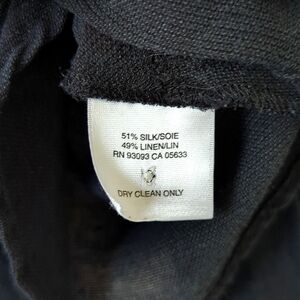 51% SILK/SOIE
49% LINEN/LIN
RN 93093 CA 05633
DRY CLEAN ONLY